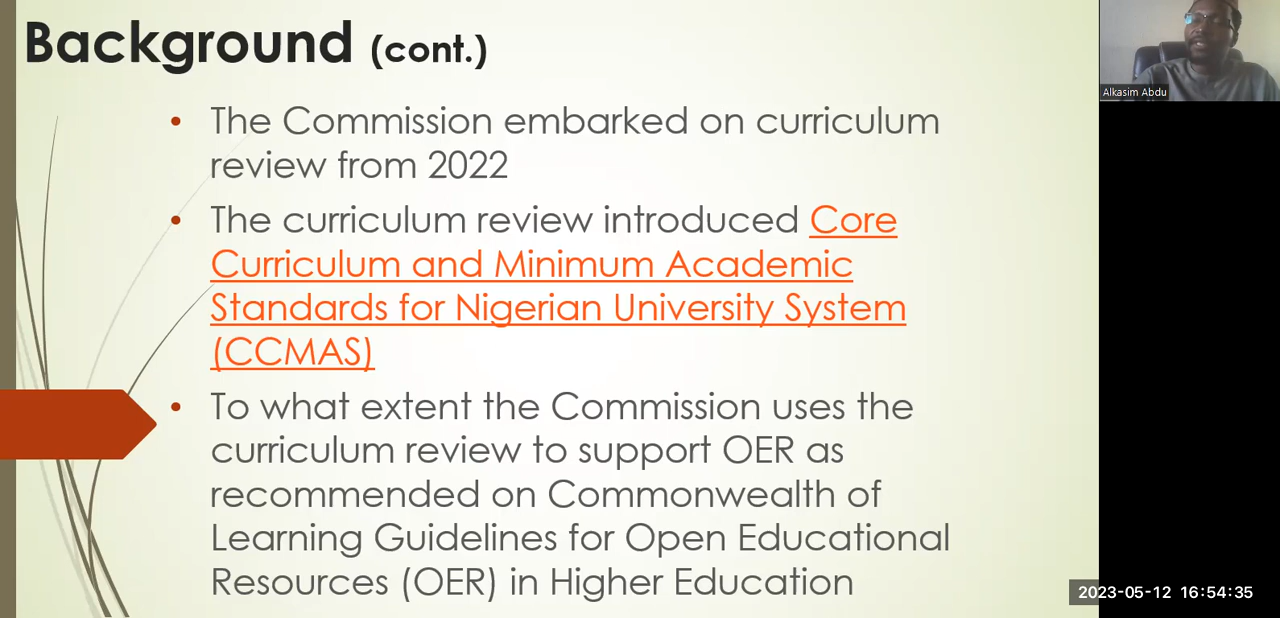 Background (cont.)
• The Commission embarked on curriculum
review from 2022
• The curriculum review introduced Core
Curriculum and Minimum Academic
Standards for Nigerian University System
(CCMAS)
• To what extent the Commission uses the
curriculum review to support OER as
recommended on Commonwealth of
Learning Guidelines for Open Educational
Resources (OER) in Higher Education
Alkasim Abdu
2023-05-12 16:54:35